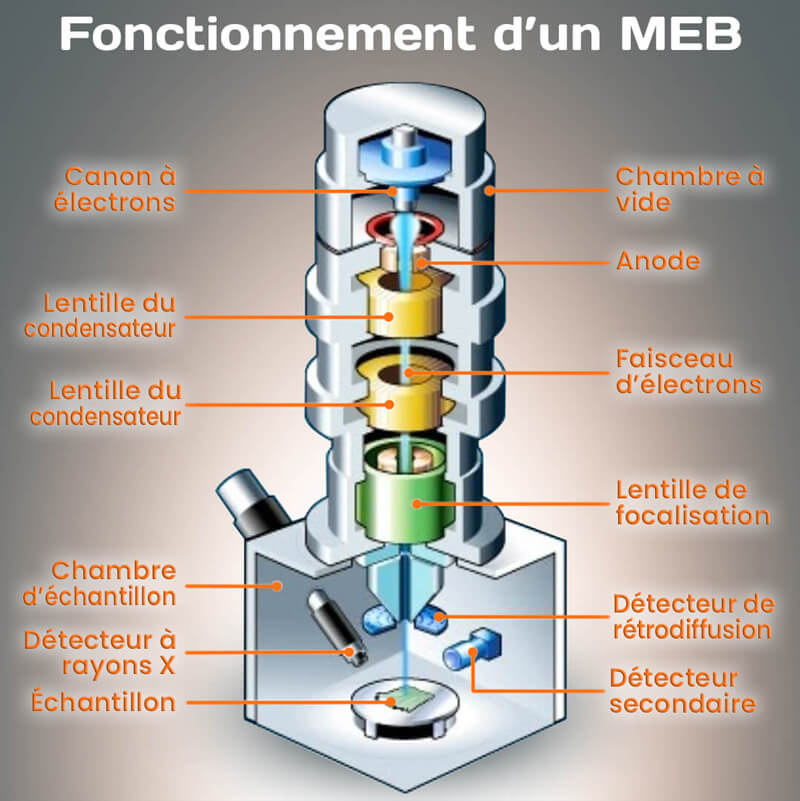 Fonctionnement d'un MEB
Canon à
électrons
Chambre à
vide
Anode
Lentille du
condensateur
Faisceau
d'électrons
Lentille du
condensateur
Lentille de
focalisation
Chambre
d'échantillon
Détecteur de
rétrodiffusion
Détecteur à
rayons X
Détecteur
secondaire
Échantillon